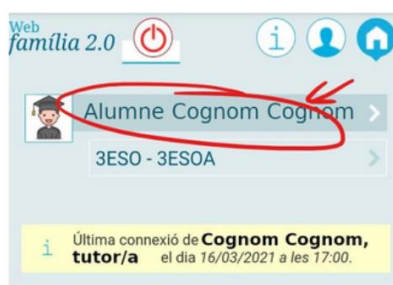 Web
família 2.0
i
Alumne Cognom Cognom
3ESO - 3ESOA
i
Última connexió de Cognom Cognom,
tutor/a el dia 16/03/2021 a les 17:00.